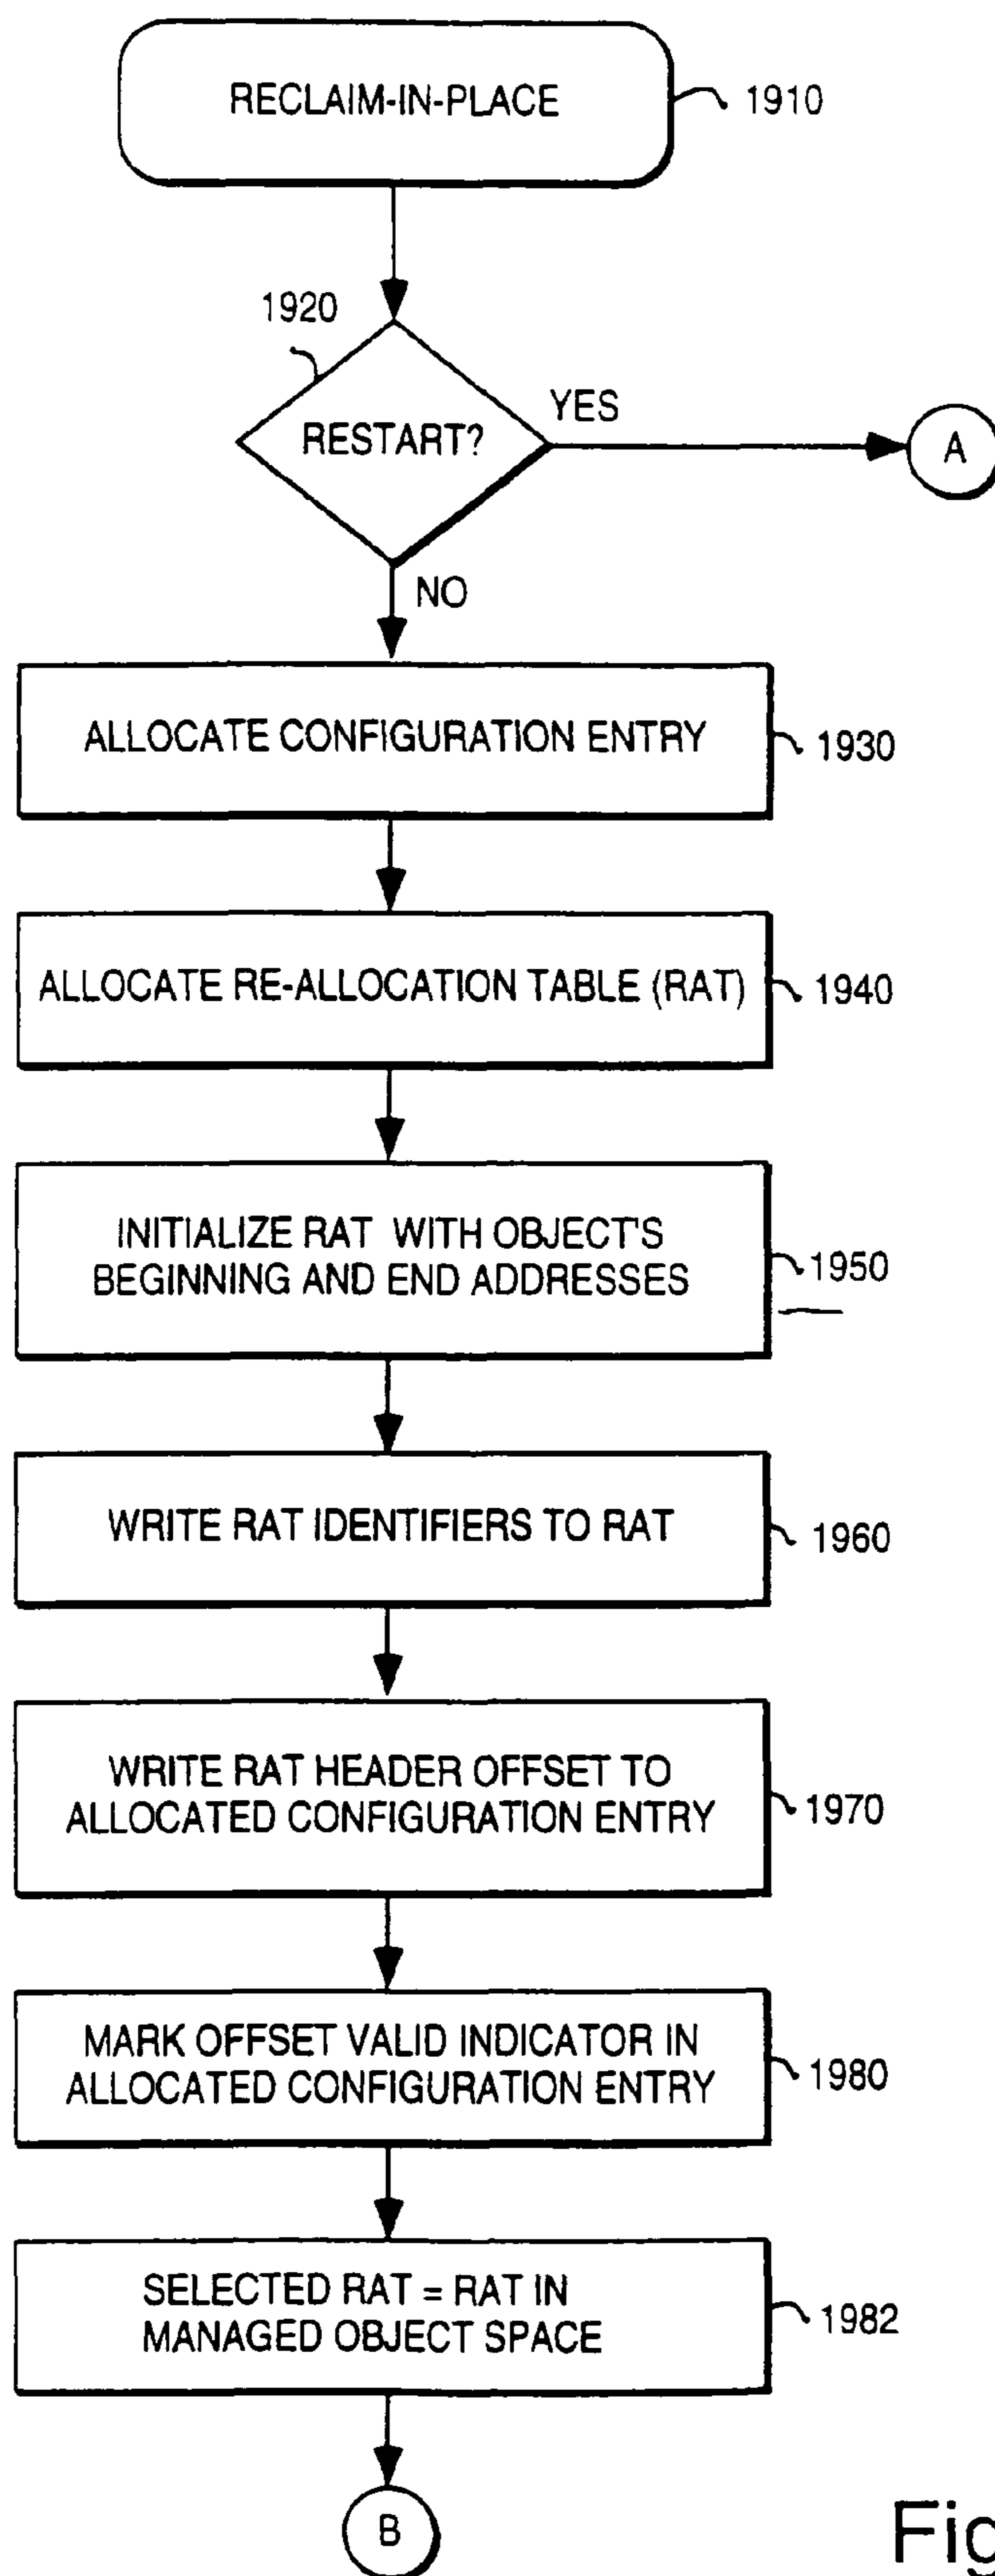 RECLAIM-IN-PLACE
1910
1920
RESTART?
YES
A
NO
ALLOCATE CONFIGURATION ENTRY
1930
ALLOCATE RE-ALLOCATION TABLE (RAT)
1940
INITIALIZE RAT WITH OBJECT'S
BEGINNING AND END ADDRESSES
1950
WRITE RAT IDENTIFIERS TO RAT
1960
WRITE RAT HEADER OFFSET TO
ALLOCATED CONFIGURATION ENTRY
1970
MARK OFFSET VALID INDICATOR IN
ALLOCATED CONFIGURATION ENTRY
1980
SELECTED RAT = RAT IN
MANAGED OBJECT SPACE
1982
B
Fig